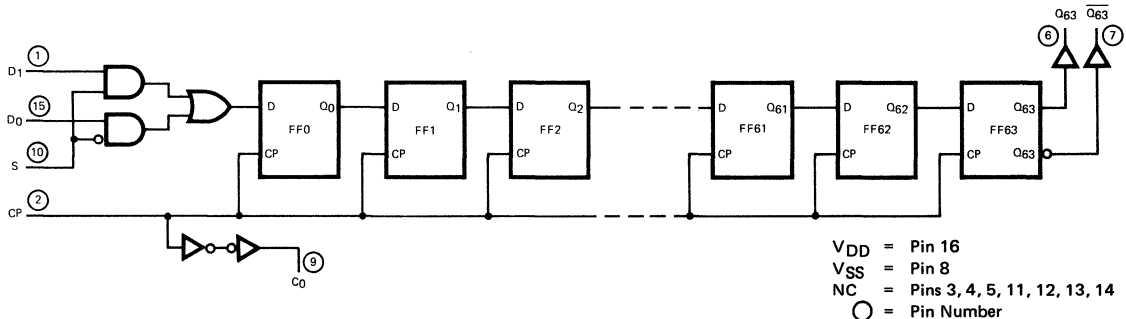 Q63 Q63
6 7
1
D1
15
D0
10
S
2
CP
D Q0
FF0
CP
D Q1
FF1
CP
D Q2
FF2
CP
D Q61
FF61
CP
D Q62
FF62
CP
D Q63
FF63
CP Q63
9
C0
VDD = Pin 16
VSS = Pin 8
NC = Pins 3, 4, 5, 11, 12, 13, 14
= Pin Number